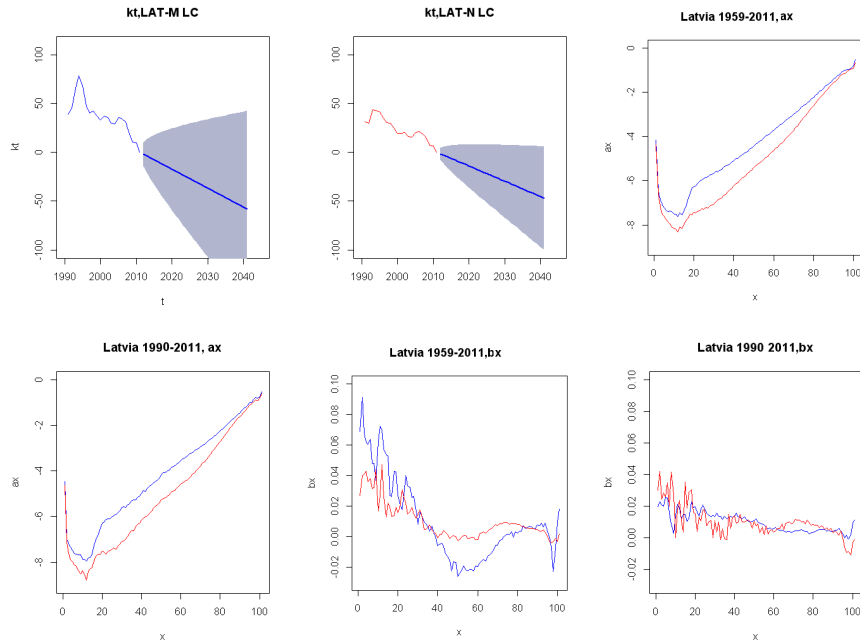 kt,LAT-M LC
kt
100
50
0
-50
-100
1990 2000 2010 2020 2030 2040
t
kt,LAT-N LC
100
50
0
-50
-100
1990 2000 2010 2020 2030 2040
Latvia 1959-2011, ax
ax
0
-2
-4
-6
-8
0 20 40 60 80 100
x
Latvia 1990-2011, ax
ax
0
-2
-4
-6
-8
0 20 40 60 80 100
x
Latvia 1959-2011,bx
bx
0.10
0.08
0.06
0.04
0.02
0.00
-0.02
0 20 40 60 80 100
x
Latvia 1990 2011,bx
bx
0.10
0.08
0.06
0.04
0.02
0.00
-0.02
0 20 40 60 80 100
x